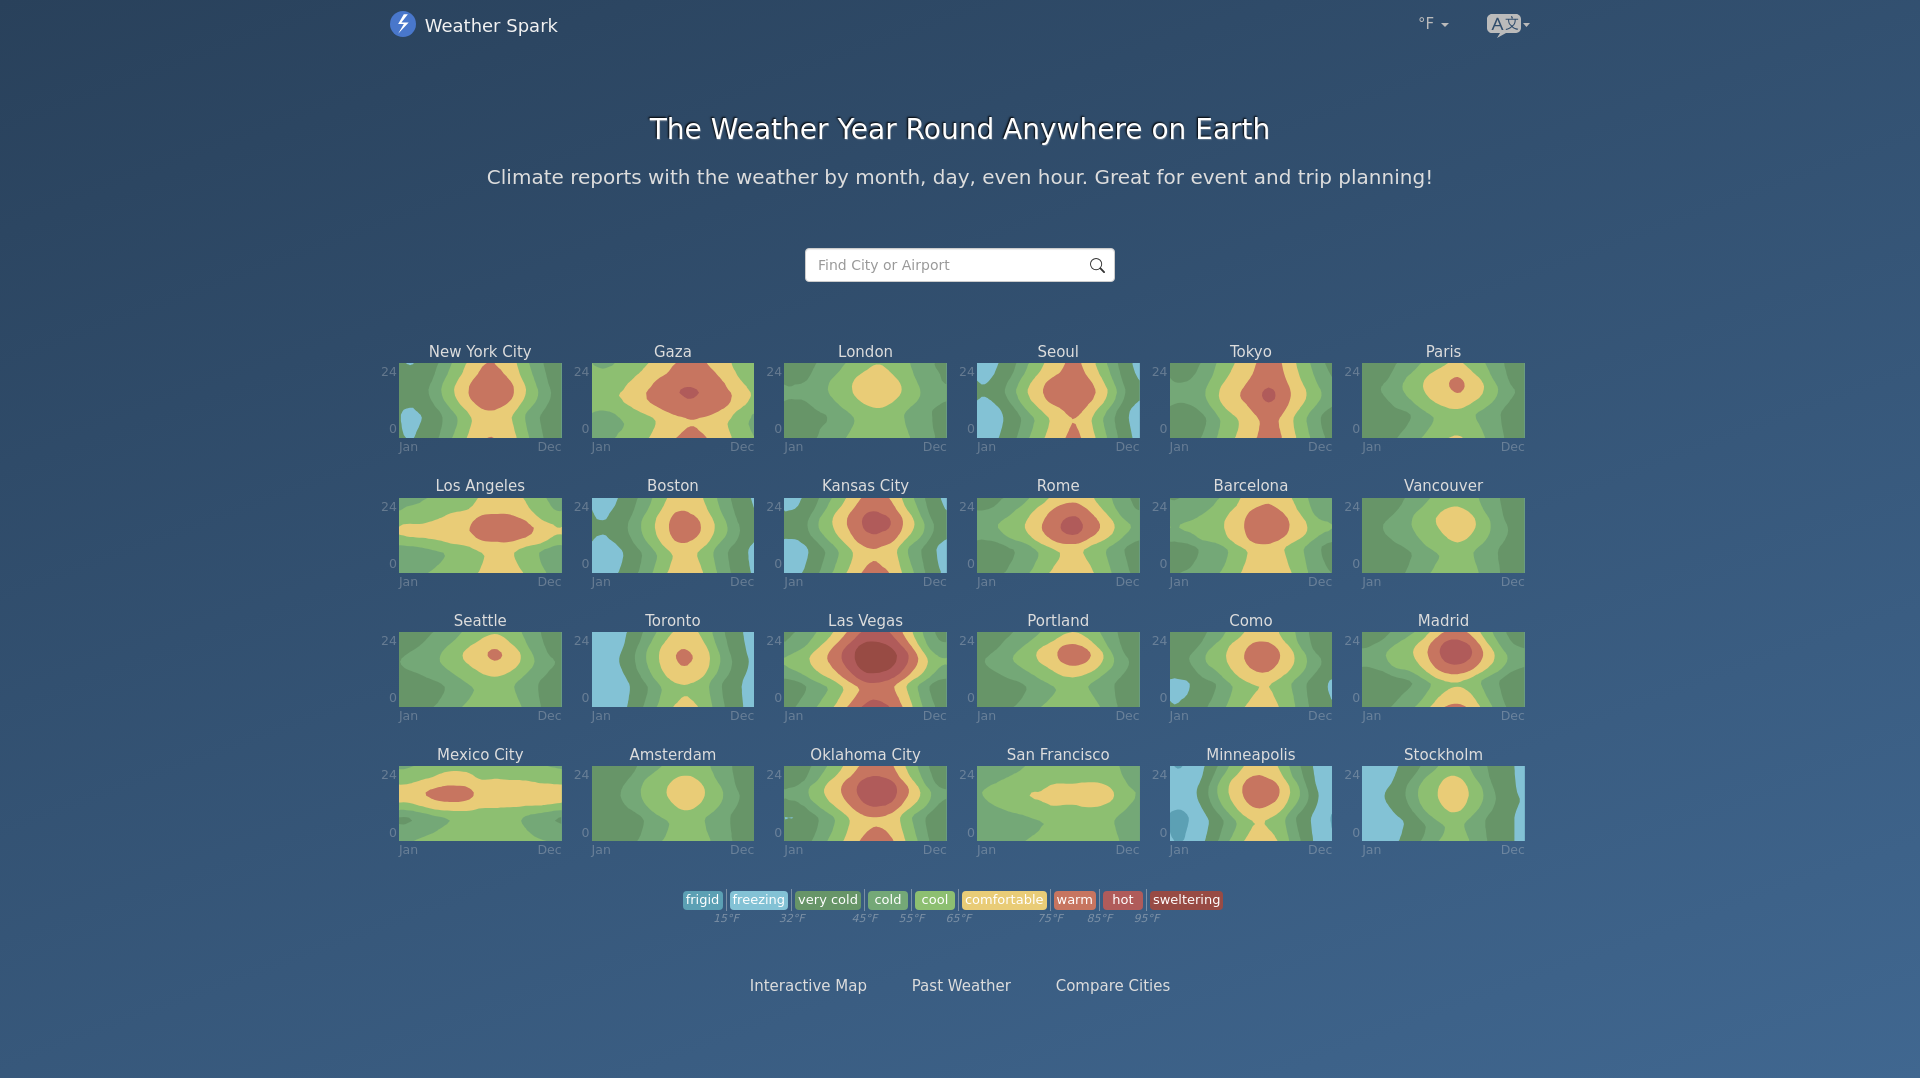 Weather Spark
°F
A文
The Weather Year Round Anywhere on Earth
Climate reports with the weather by month, day, even hour. Great for event and trip planning!
Find City or Airport
New York City Gaza London Seoul Tokyo Paris
24 24 24 24 24 24
0 0 0 0 0 0
Jan Dec Jan Dec Jan Dec Jan Dec Jan Dec Jan Dec
Los Angeles Boston Kansas City Rome Barcelona Vancouver
24 24 24 24 24 24
0 0 0 0 0 0
Jan Dec Jan Dec Jan Dec Jan Dec Jan Dec Jan Dec
Seattle Toronto Las Vegas Portland Como Madrid
24 24 24 24 24 24
0 0 0 0 0 0
Jan Dec Jan Dec Jan Dec Jan Dec Jan Dec Jan Dec
Mexico City Amsterdam Oklahoma City San Francisco Minneapolis Stockholm
24 24 24 24 24 24
0 0 0 0 0 0
Jan Dec Jan Dec Jan Dec Jan Dec Jan Dec Jan Dec
frigid freezing very cold cold cool comfortable warm hot sweltering
15°F 32°F 45°F 55°F 65°F 75°F 85°F 95°F
Interactive Map Past Weather Compare Cities